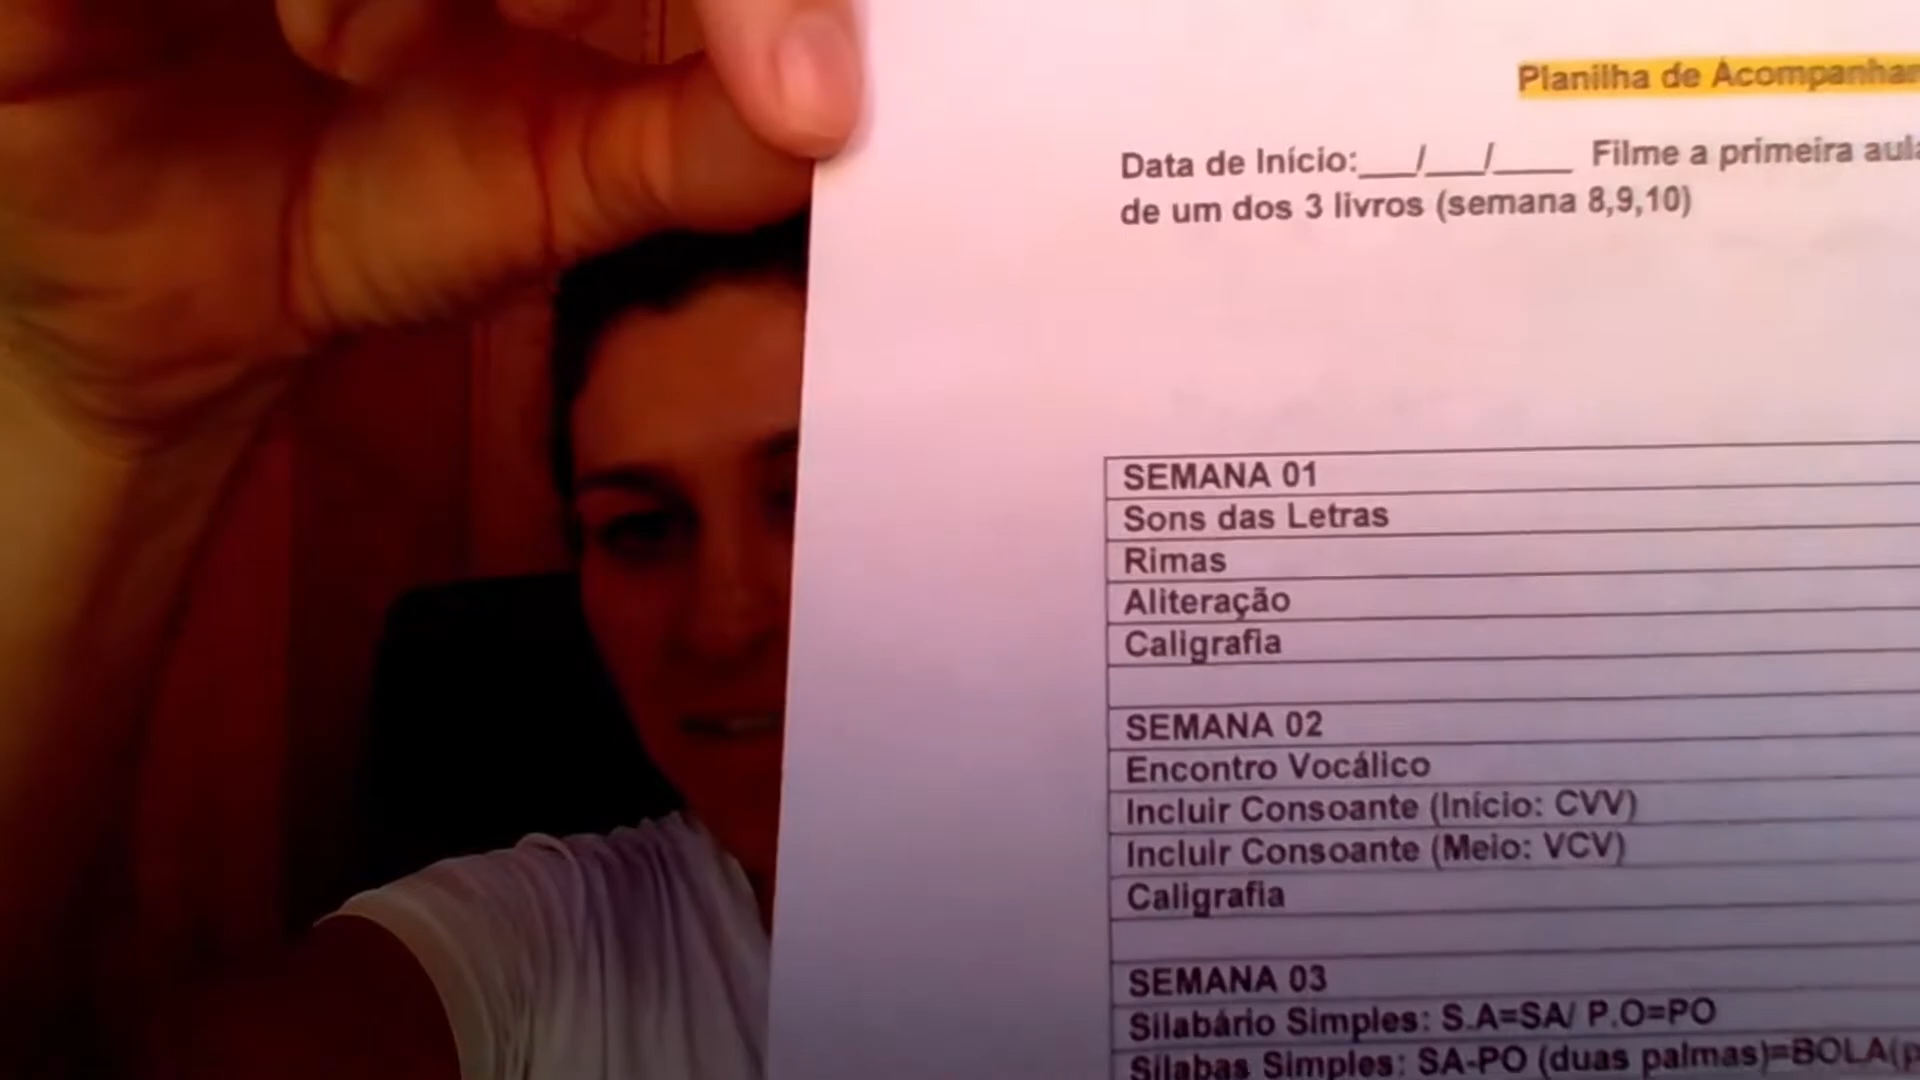 Planilha de Acompanha
Data de Início:___/___/____ Filme a primeira aula
de um dos 3 livros (semana 8,9,10)
SEMANA 01
Sons das Letras
Rimas
Aliteração
Caligrafia
SEMANA 02
Encontro Vocálico
Incluir Consoante (Início: CVV)
Incluir Consoante (Meio: VCV)
Caligrafia
SEMANA 03
Silabário Simples: S.A=SA/ P.O=PO
Sílabas Simples: SA-PO (duas palmas)=BOLA(p